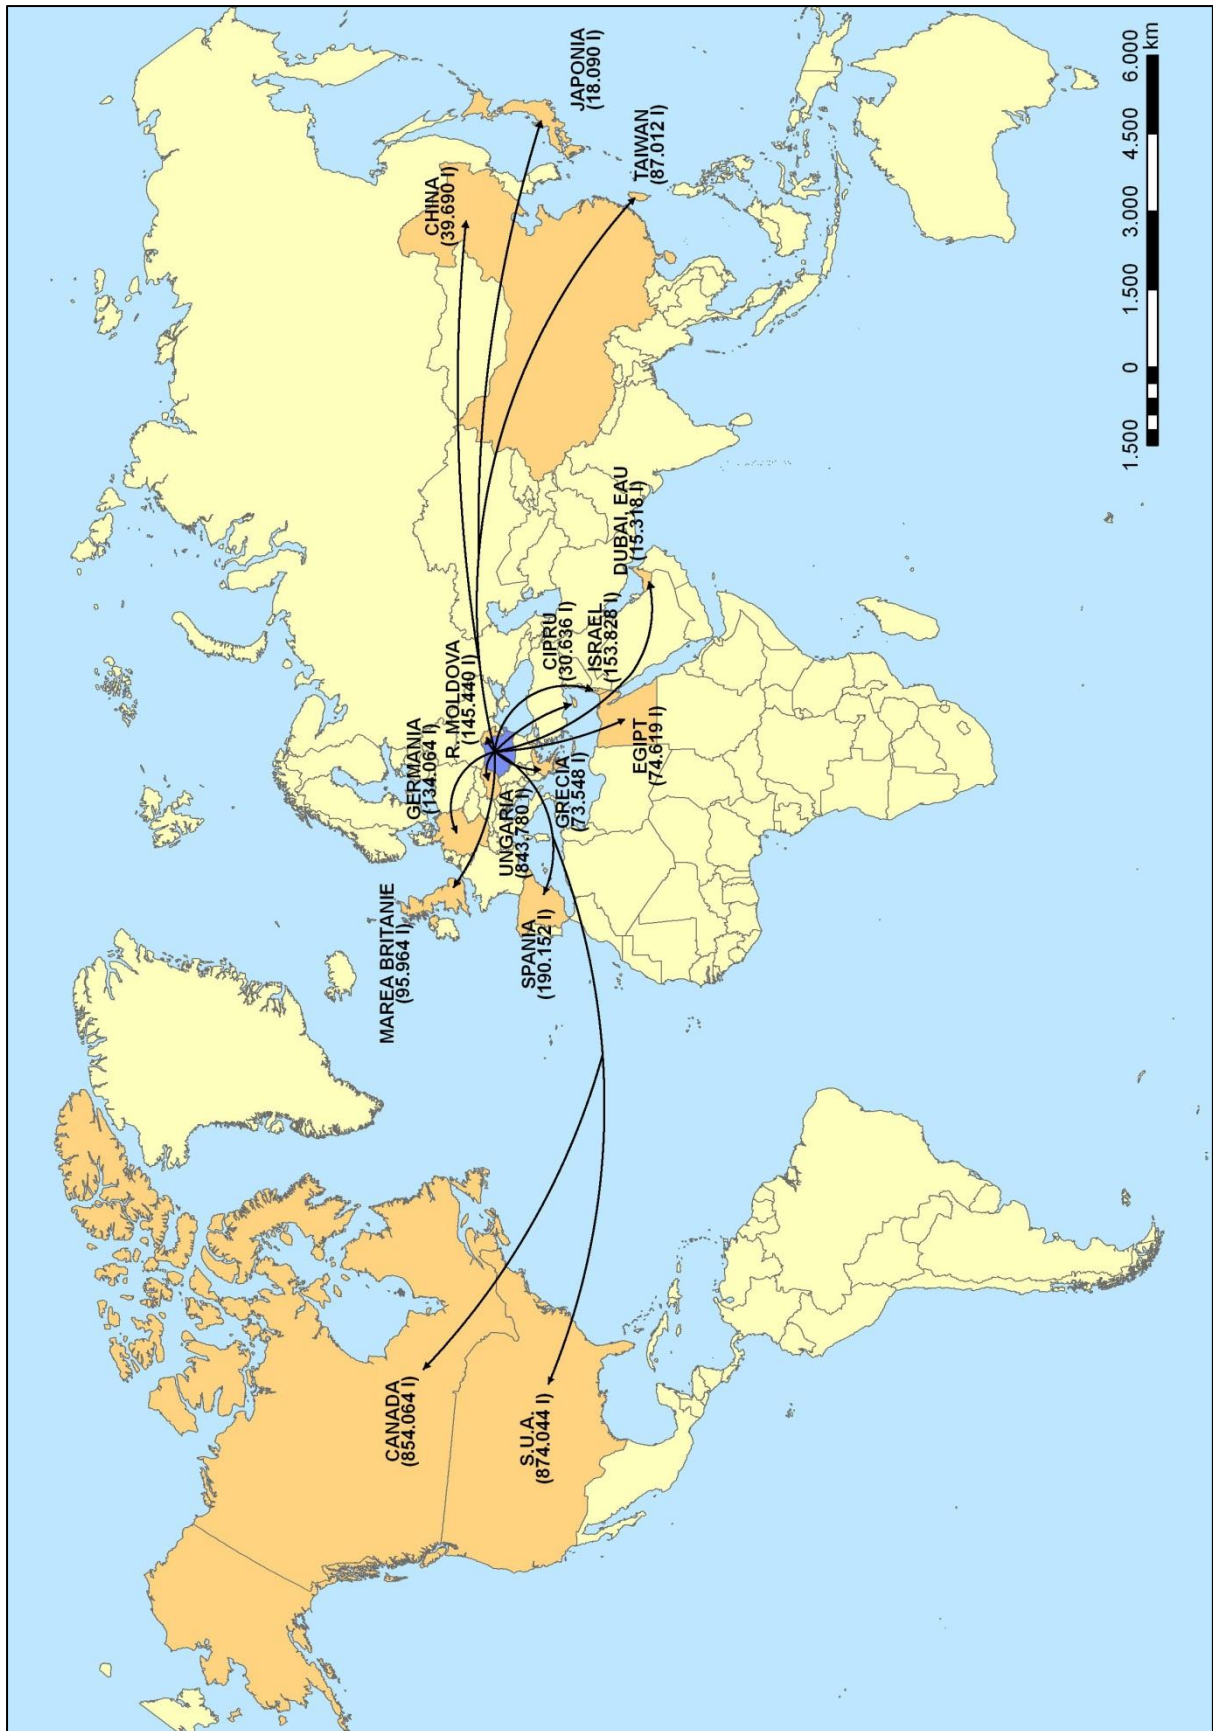 MAREA BRITANIE
(95.964 l)
GERMANIA
(134.064 l)
R. MOLDOVA
(145.440 l)
CHINA
(39.690 l)
CANADA
(854.064 l)
UNGARIA
(843.780 l)
SPANIA
(190.152 l)
S.U.A.
(874.044 l)
GRECIA
(73.548 l)
CIPRU
(30.636 l)
ISRAEL
(153.828 l)
DUBAI, EAU
(15.318 l)
EGIPT
(74.619 l)
JAPONIA
(18.090 l)
TAIWAN
(87.012 l)
1.500 0 1.500 3.000 4.500 6.000
km